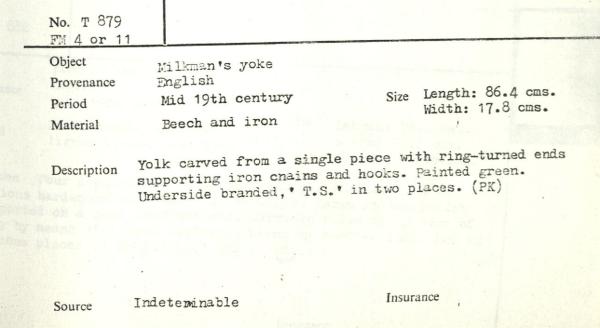 No. T 879
FM 4 or 11
Object Milkman's yoke
Provenance English
Period Mid 19th century Size Length: 86.4 cms.
Width: 17.8 cms.
Material Beech and iron
Description Yolk carved from a single piece with ring-turned ends
supporting iron chains and hooks. Painted green.
Underside branded,' T.S.' in two places. (PK)
Source Indeteminable Insurance